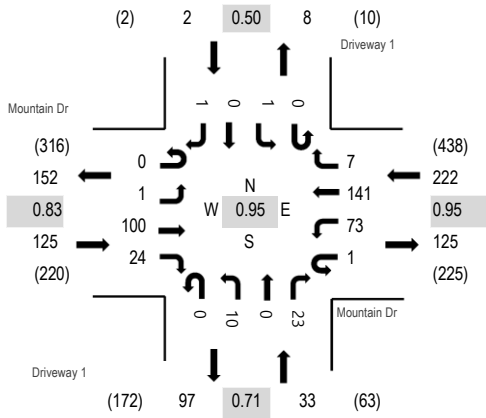 (2) 2 0.50 8 (10)
Driveway 1
1 0 1 0
Mountain Dr
(316) (438)
0 7
152 222
1 N 141
0.83 W 0.95 E 0.95
100 S 73
125 125
24 1
(220) (225)
0 10 0 23
Mountain Dr
Driveway 1
(172) 97 0.71 33 (63)